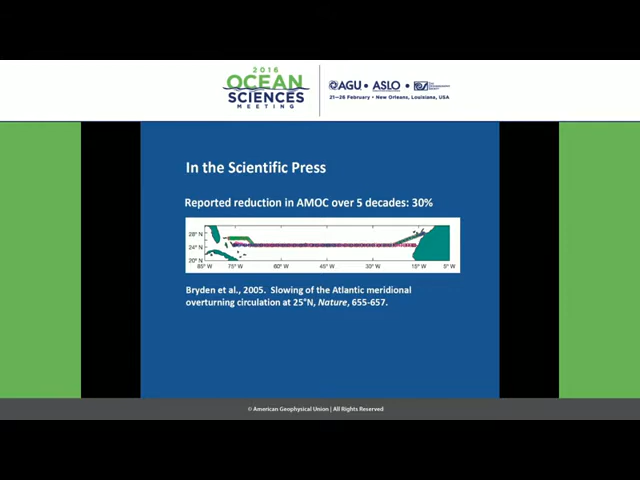 2016
OCEAN
SCIENCES
MEETING
AGU • ASLO •
21–26 February • New Orleans, Louisiana, USA
In the Scientific Press
Reported reduction in AMOC over 5 decades: 30%
28° N
24° N
20° N
85° W 75° W 60° W 45° W 30° W 15° W 5° W
Bryden et al., 2005. Slowing of the Atlantic meridional
overturning circulation at 25°N, Nature, 655-657.
© American Geophysical Union | All Rights Reserved